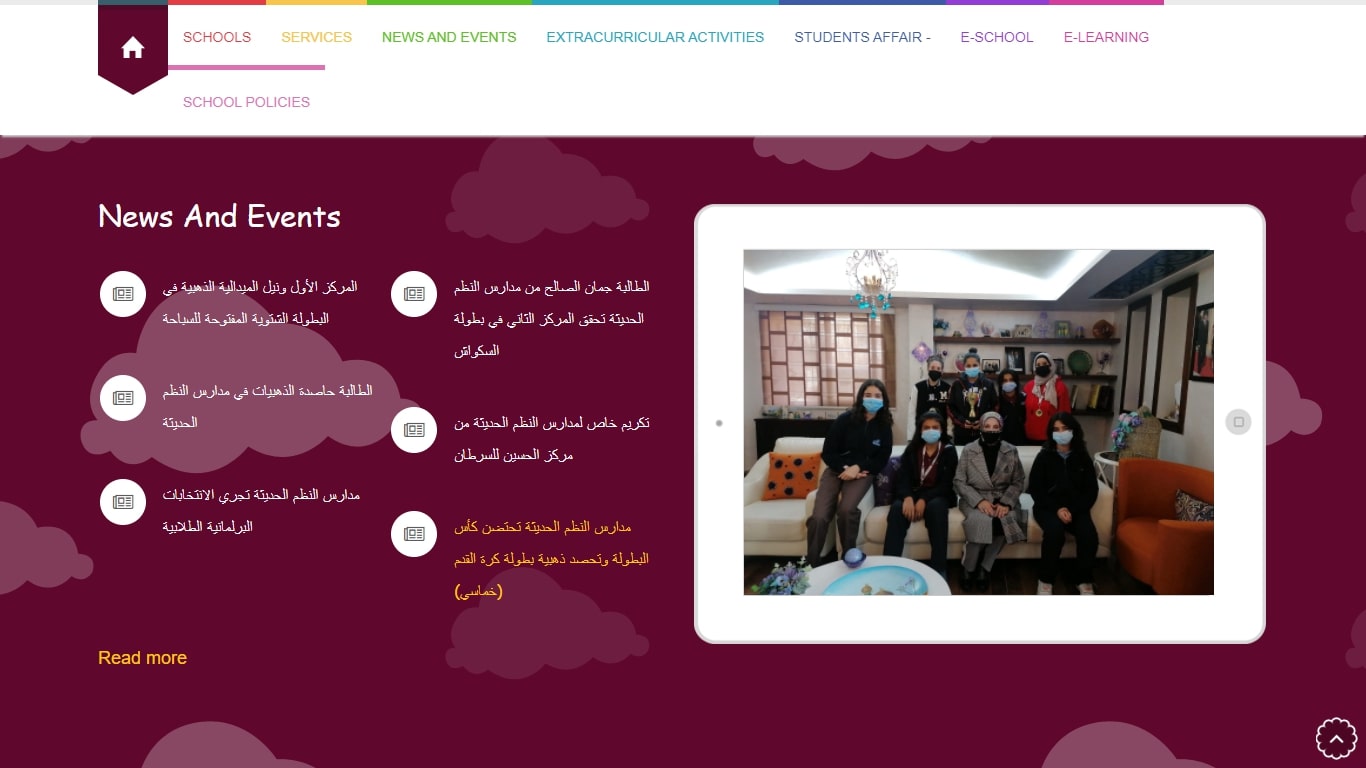 SCHOOLS
SERVICES
NEWS AND EVENTS
EXTRACURRICULAR ACTIVITIES
STUDENTS AFFAIR -
E-SCHOOL
E-LEARNING
SCHOOL POLICIES
News And Events
المركز الأول ونيل الميدالية الذهبية في
البطولة الشتوية المفتوحة للسباحة
الطالبة حاصدة الذهبيات في مدارس النظم
الحديثة
مدارس النظم الحديثة تجري الانتخابات
البرلمانية الطلابية
الطالبة جمان الصالح من مدارس النظم
الحديثة تحقق المركز الثاني في بطولة
السكواش
تكريم خاص لمدارس النظم الحديثة من
مركز الحسين للسرطان
مدارس النظم الحديثة تحتضن كأس
البطولة وتحصد ذهبية بطولة كرة القدم
(خماسي)
Read more